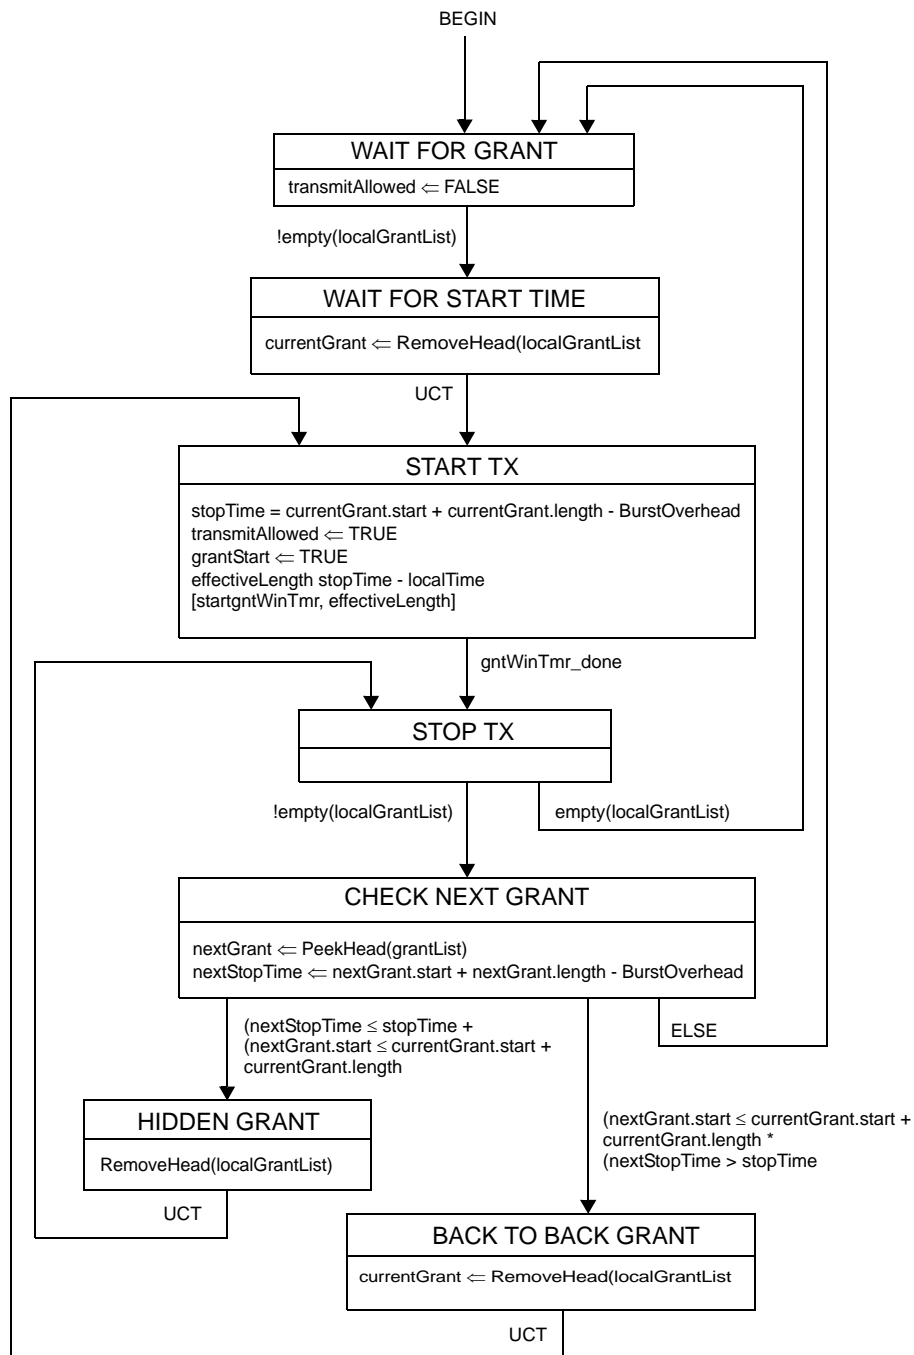 BEGIN
WAIT FOR GRANT
transmitAllowed ⇐ FALSE
!empty(localGrantList)
WAIT FOR START TIME
currentGrant ⇐ RemoveHead(localGrantList
UCT
START TX
stopTime = currentGrant.start + currentGrant.length - BurstOverhead
transmitAllowed ⇐ TRUE
grantStart ⇐ TRUE
effectiveLength stopTime - localTime
[startgntWinTmr, effectiveLength]
gntWinTmr_done
STOP TX
!empty(localGrantList)
empty(localGrantList)
CHECK NEXT GRANT
nextGrant ⇐ PeekHead(grantList)
nextStopTime ⇐ nextGrant.start + nextGrant.length - BurstOverhead
(nextStopTime ≤ stopTime +
(nextGrant.start ≤ currentGrant.start +
currentGrant.length
ELSE
HIDDEN GRANT
RemoveHead(localGrantList)
UCT
(nextGrant.start ≤ currentGrant.start +
currentGrant.length *
(nextStopTime > stopTime
BACK TO BACK GRANT
currentGrant ⇐ RemoveHead(localGrantList
UCT